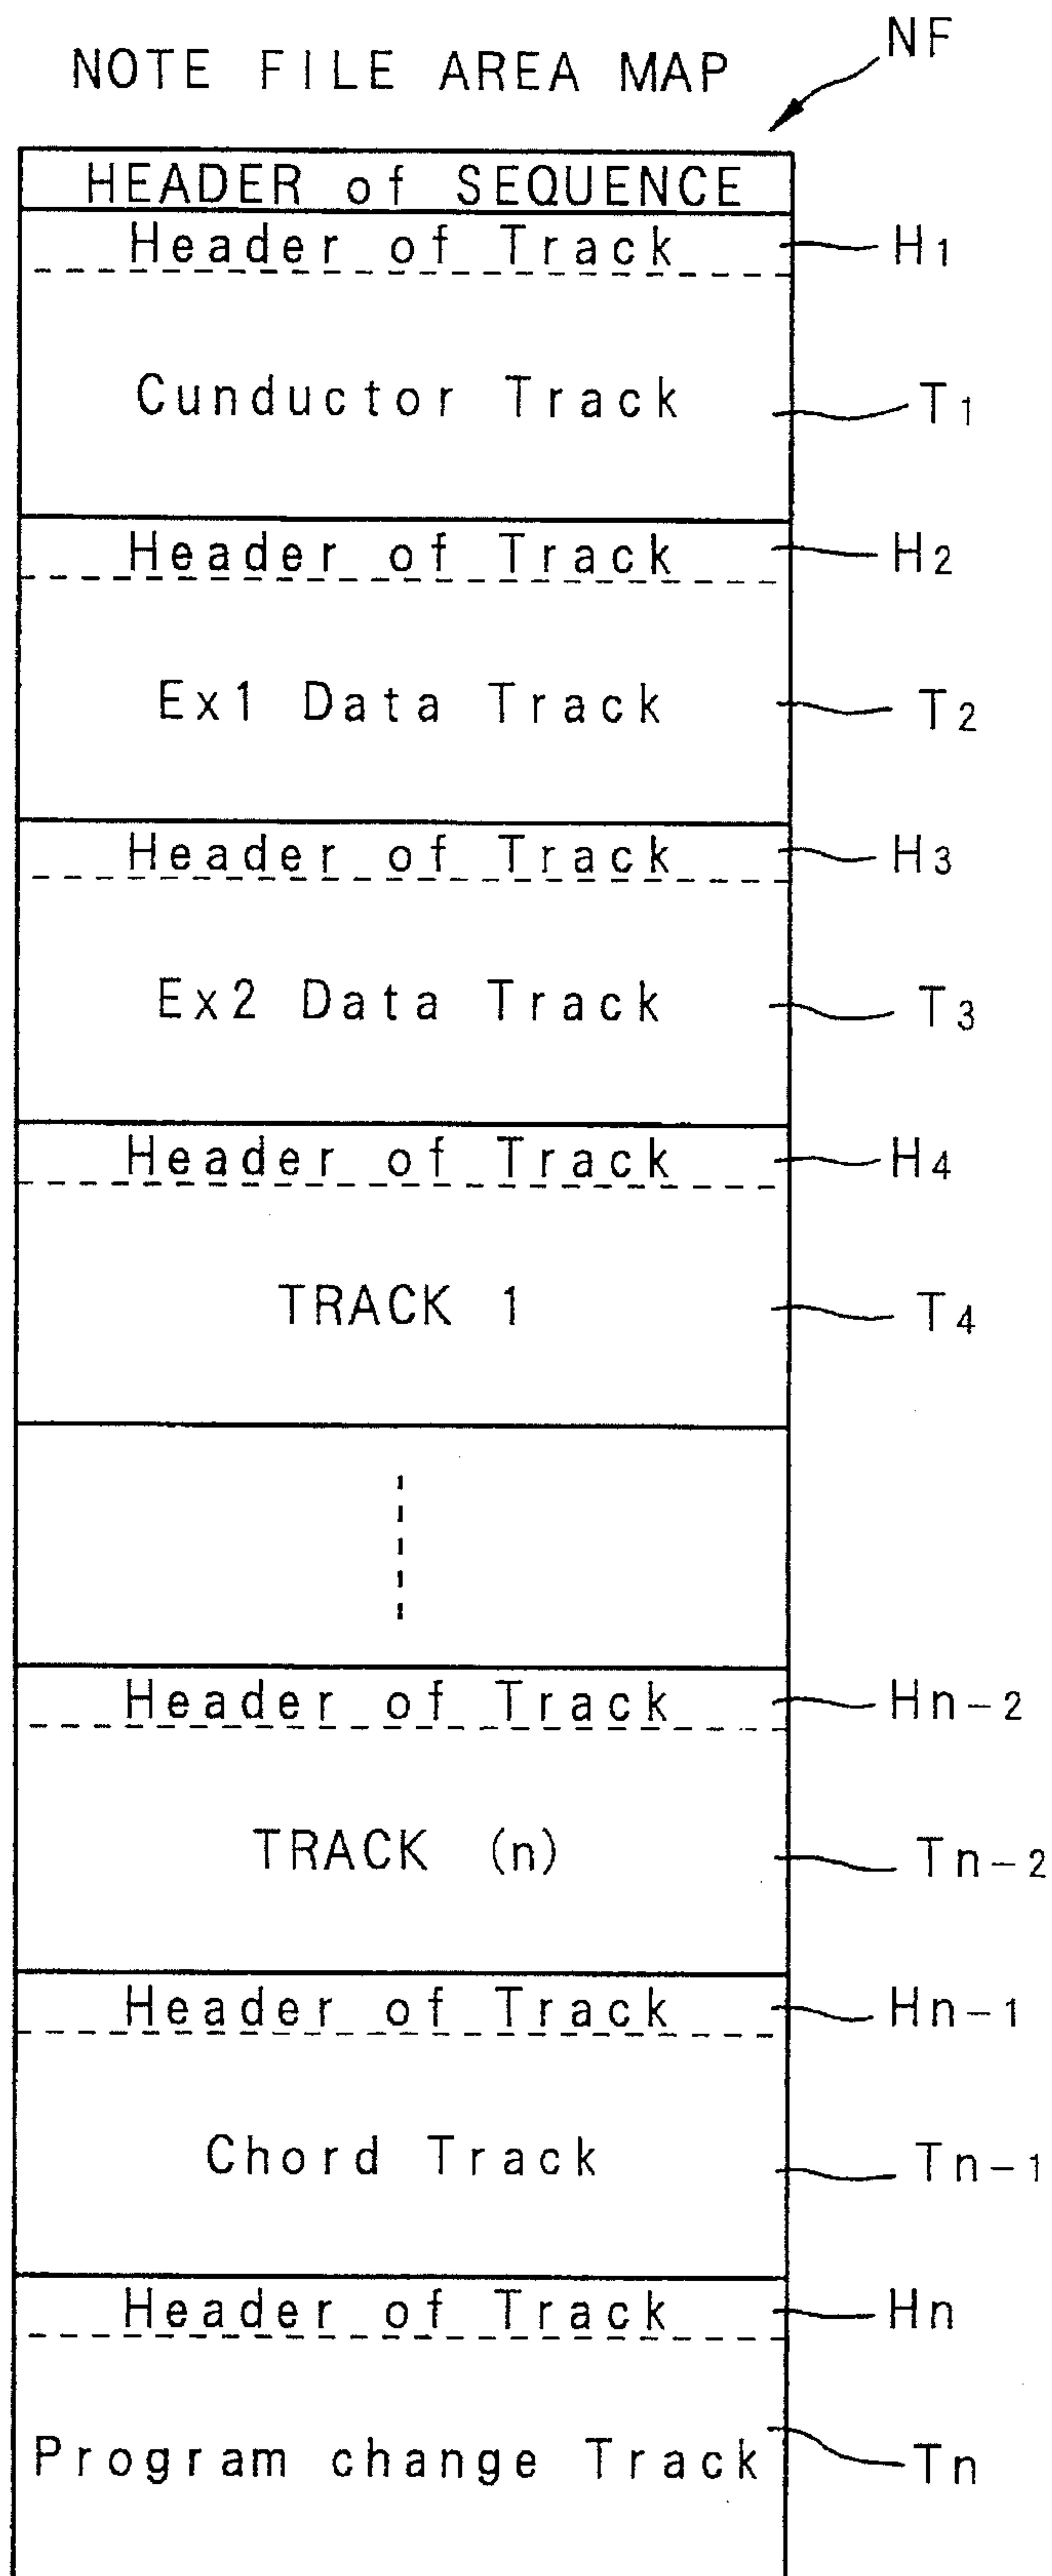 NF
NOTE FILE AREA MAP
HEADER of SEQUENCE
Header of Track H1
Cunductor Track T1
Header of Track H2
Ex1 Data Track T2
Header of Track H3
Ex2 Data Track T3
Header of Track H4
TRACK 1 T4
Header of Track Hn-2
TRACK (n) Tn-2
Header of Track Hn-1
Chord Track Tn-1
Header of Track Hn
Program change Track Tn